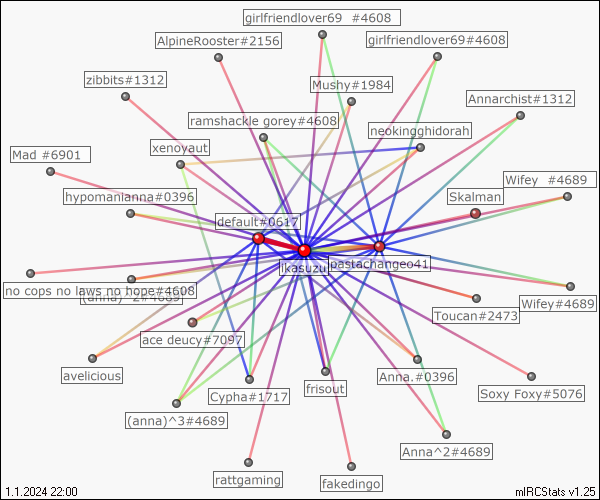 girlfriendlover69 #4608
AlpineRooster#2156
girlfriendlover69#4608
zibbits#1312
Mushy#1984
Annarchist#1312
ramshackle gorey#4608
neokingghidorah
xenoyaut
Mad #6901
Wifey #4689
hypomanianna#0396
Skalman
default#0617
ikasuzu
pastachangeo41
no cops no laws no hope#4608
(anna)^2#4689
Wifey#4689
Toucan#2473
ace deucy#7097
avelicious
Anna.#0396
frisout
Cypha#1717
Soxy Foxy#5076
(anna)^3#4689
Anna^2#4689
rattgaming
fakedingo
1.1.2024 22:00
mIRCStats v1.25